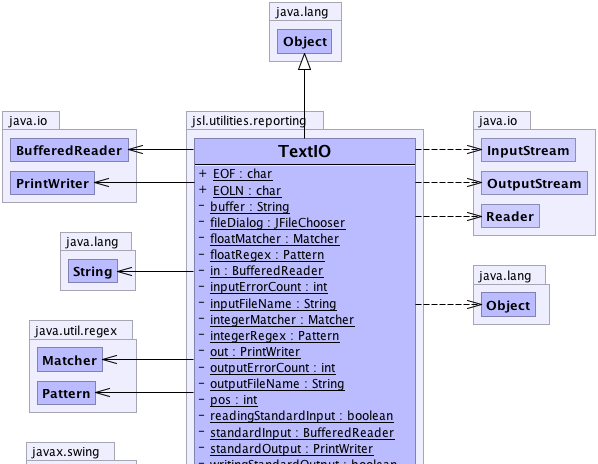 java.lang
Object
java.io
BufferedReader
PrintWriter
java.lang
String
java.util.regex
Matcher
Pattern
javax.swing
jsl.utilities.reporting
TextIO
+ EOF : char
+ EOLN : char
- buffer : String
- fileDialog : JFileChooser
- floatMatcher : Matcher
- floatRegex : Pattern
- in : BufferedReader
- inputErrorCount : int
- inputFileName : String
- integerMatcher : Matcher
- integerRegex : Pattern
- out : PrintWriter
- outputErrorCount : int
- outputFileName : String
- pos : int
- readingStandardInput : boolean
- standardInput : BufferedReader
- standardOutput : PrintWriter
- writingStandardOutput : boolean
java.io
InputStream
OutputStream
Reader
java.lang
Object